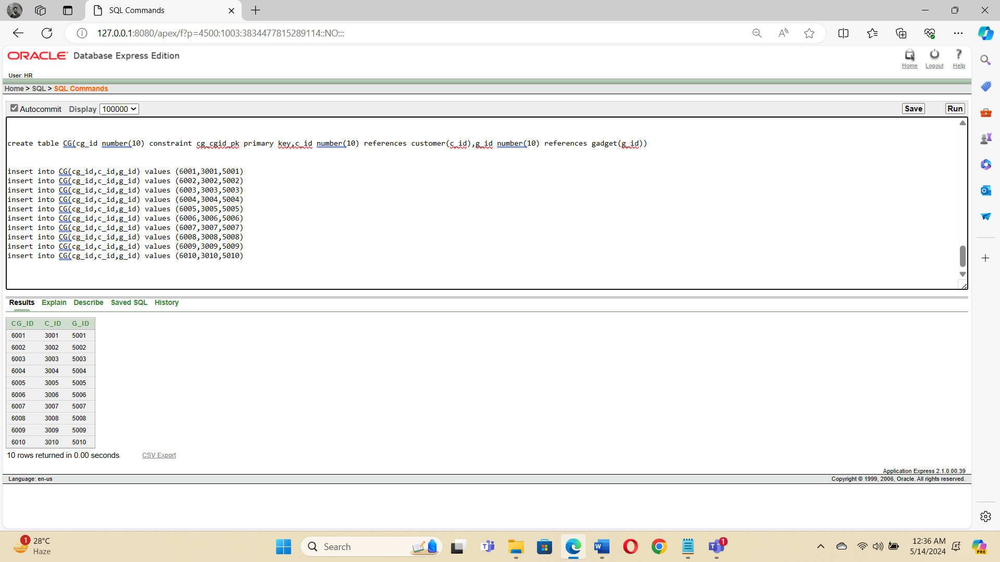 SQL Commands
127.0.0.1:8080/apex/f?p=4500:1003:3834477815289114::NO:::
ORACLE Database Express Edition
Home Logout Help
User: HR
Home > SQL > SQL Commands
Autocommit Display 100000 Save Run
create table CG(cg_id number(10) constraint cg_cgid_pk primary key,c_id number(10) references customer(c_id),g_id number(10) references gadget(g_id))
insert into CG(cg_id,c_id,g_id) values (6001,3001,5001)
insert into CG(cg_id,c_id,g_id) values (6002,3002,5002)
insert into CG(cg_id,c_id,g_id) values (6003,3003,5003)
insert into CG(cg_id,c_id,g_id) values (6004,3004,5004)
insert into CG(cg_id,c_id,g_id) values (6005,3005,5005)
insert into CG(cg_id,c_id,g_id) values (6006,3006,5006)
insert into CG(cg_id,c_id,g_id) values (6007,3007,5007)
insert into CG(cg_id,c_id,g_id) values (6008,3008,5008)
insert into CG(cg_id,c_id,g_id) values (6009,3009,5009)
insert into CG(cg_id,c_id,g_id) values (6010,3010,5010)
Results Explain Describe Saved SQL History
CG_ID C_ID G_ID
6001 3001 5001
6002 3002 5002
6003 3003 5003
6004 3004 5004
6005 3005 5005
6006 3006 5006
6007 3007 5007
6008 3008 5008
6009 3009 5009
6010 3010 5010
10 rows returned in 0.00 seconds CSV Export
Application Express 2.1.0.00.39
Language: en-us Copyright © 1999, 2006, Oracle. All rights reserved.
1 28°C
Haze
Search
1
12:36 AM
5/14/2024
PRE